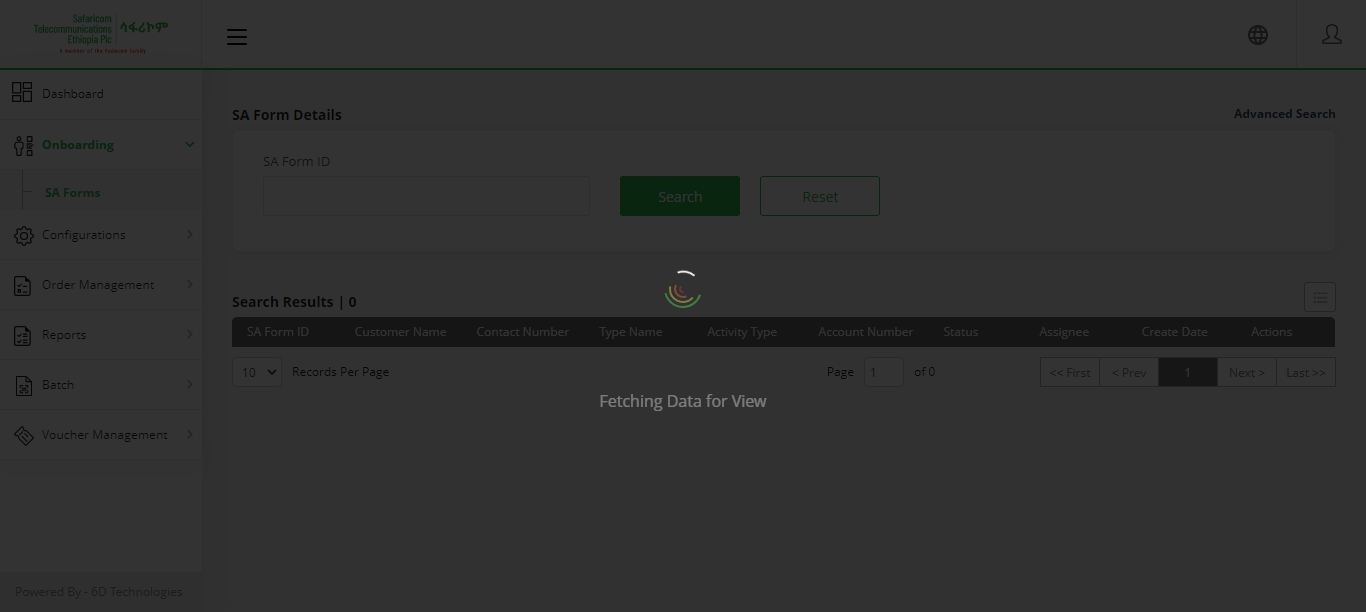 Safaricom
Telecommunications
Ethiopia Plc
ሳፋሪኮም
A member of the Vodacom family
Dashboard
Onboarding
SA Forms
Configurations
Order Management
Reports
Batch
Voucher Management
Powered By - 6D Technologies
SA Form Details
Advanced Search
SA Form ID
Search
Reset
Search Results | 0
SA Form ID Customer Name Contact Number Type Name Activity Type Account Number Status Assignee Create Date Actions
10 Records Per Page Page 1 of 0 << First < Prev 1 Next > Last >>
Fetching Data for View